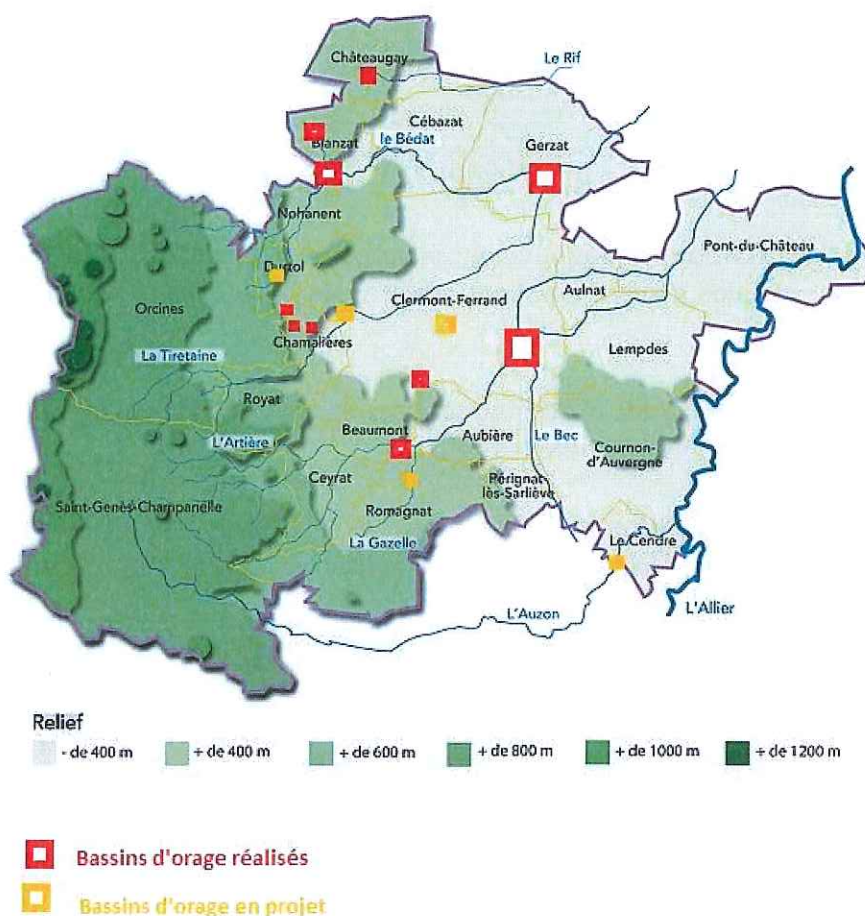 Châteaugay
Le Rif
Cébazat
le Bédat
Gerzat
Blanzat
Nohanent
Pont-du-Château
Durtol
Aulnat
Orcines
Clermont-Ferrand
Chamalières
Lempdes
La Tiretaine
Royat
Beaumont
Aubière
Le Bec
L'Artière
Cournon-
d'Auvergne
Ceyrat
Pérignat
-lès-Sarliève
Saint-Genès-Champanelle
Romagnat
La Gazelle
Le Cendre
L'Auzon
L'Allier
Relief
- de 400 m + de 400 m + de 600 m + de 800 m + de 1000 m + de 1200 m
Bassins d'orage réalisés
Bassins d'orage en projet